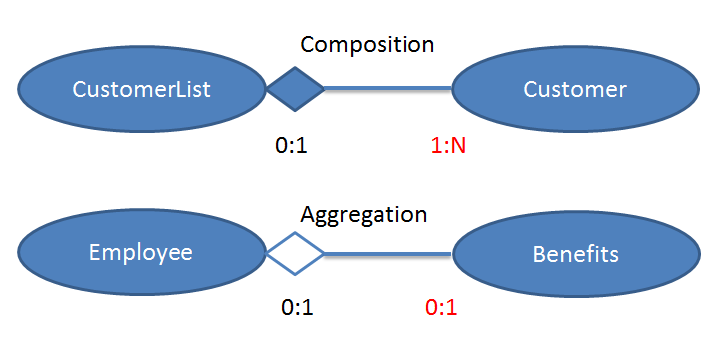 Composition
CustomerList
Customer
0:1
1:N
Aggregation
Employee
Benefits
0:1
0:1